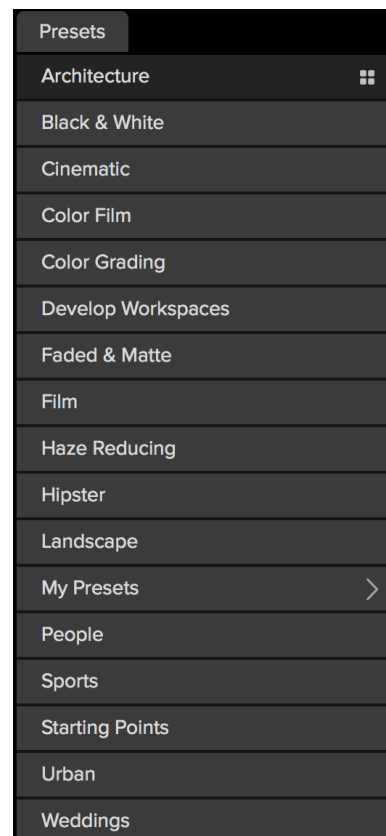 Presets
Architecture
Black & White
Cinematic
Color Film
Color Grading
Develop Workspaces
Faded & Matte
Film
Haze Reducing
Hipster
Landscape
My Presets
People
Sports
Starting Points
Urban
Weddings